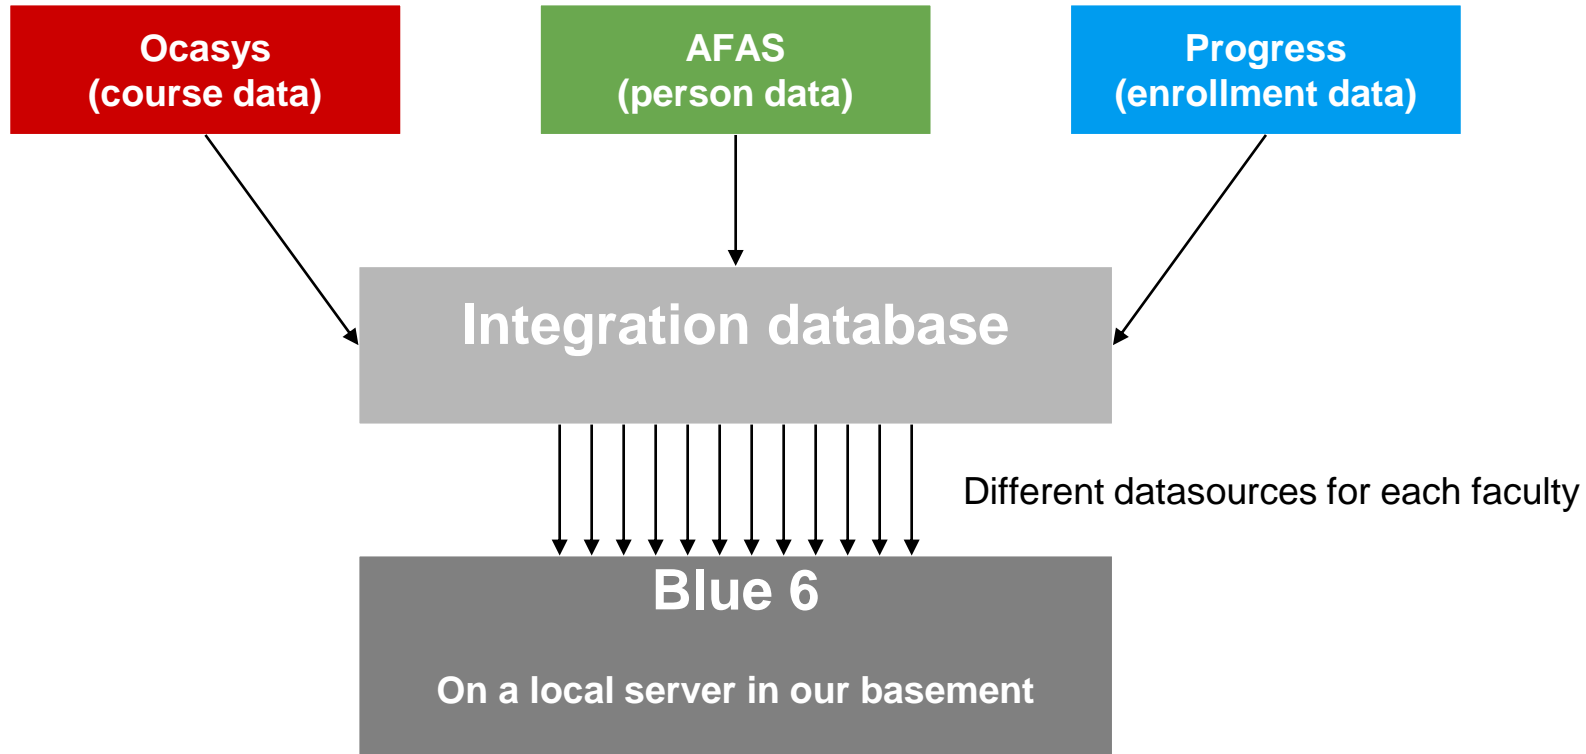 Ocasys
(course data)
AFAS
(person data)
Progress
(enrollment data)
Integration database
Different datasources for each faculty
Blue 6
On a local server in our basement